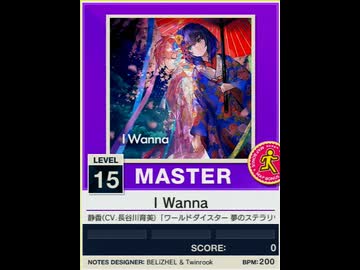 I Wanna
LEVEL
15
MASTER
I Wanna
静香(CV.長谷川育美)「ワールドダイスター 夢のステラリ
SCORE: 0
NOTES DESIGNER: BELiZHEL & Twinrook BPM: 200